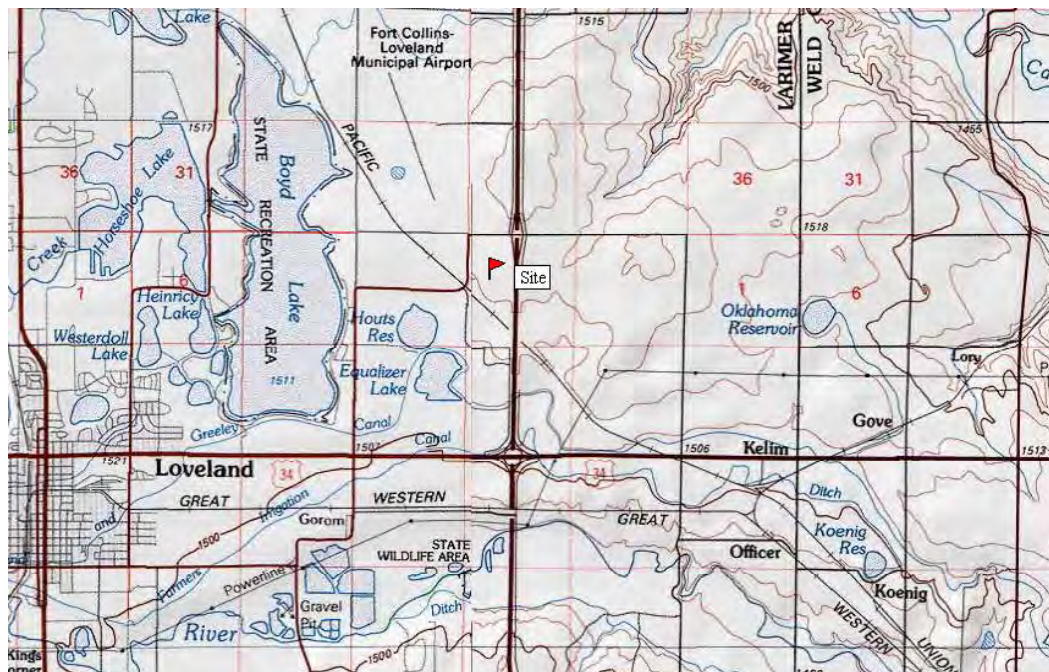 Lake
Fort Collins-
Loveland
Municipal Airport
1515
LARIMER
WELD
1500
1517
1455
PACIFIC
STATE
RECREATION
AREA
Boyd
Lake
Horseshoe Lake
36
31
36
31
Creek
1518
Site
1
6
1
6
Heinricy
Lake
Westerdoll
Lake
Houts
Res
Oklahoma
Reservoir
Equalizer
Lake
1511
Lory
Greeley
Canal
Canal
Gove
1507
1506
Kelim
1521
1513
Loveland
34
34
GREAT
WESTERN
GREAT
Irrigation
and
Gorom
1500
Ditch
Koenig
Res
STATE
WILDLIFE AREA
Officer
Farmers
Powerline
Koenig
Gravel
Pit
Ditch
River
WESTERN
UNION
1500
King's